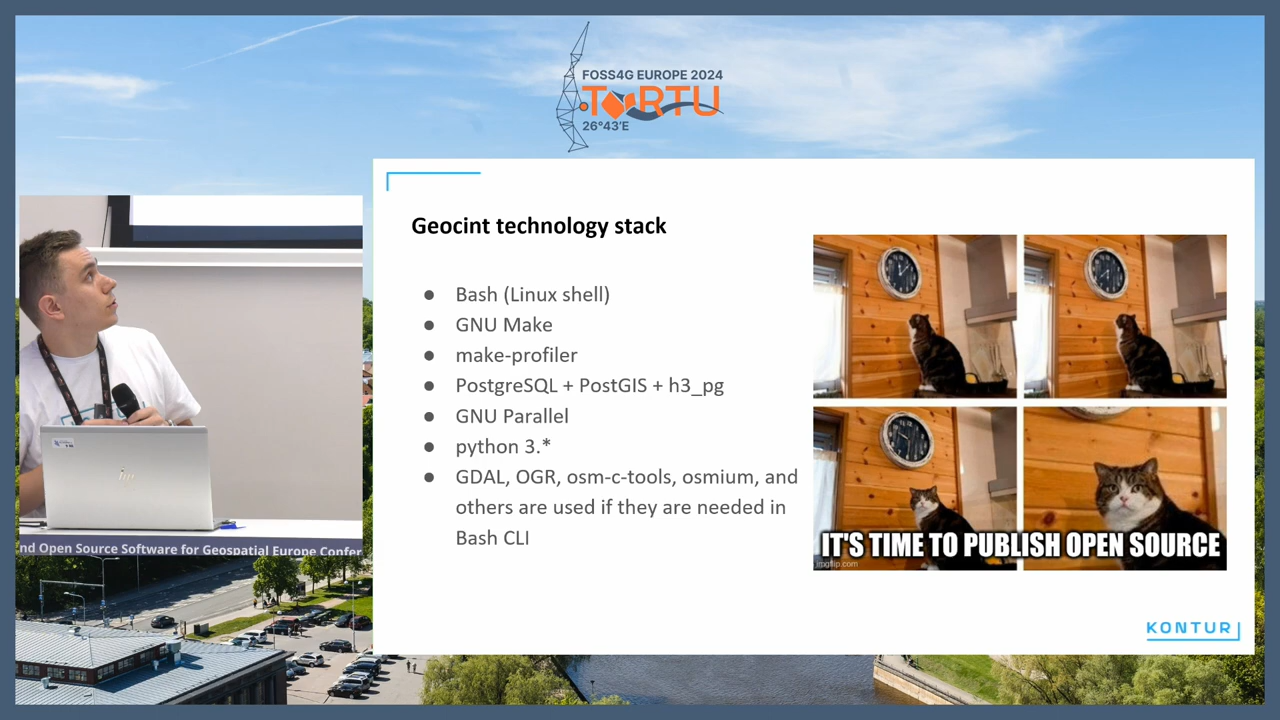 FOSS4G EUROPE 2024
TORTU
26°43'E
Geocint technology stack
● Bash (Linux shell)
● GNU Make
● make-profiler
● PostgreSQL + PostGIS + h3_pg
● GNU Parallel
● python 3.*
● GDAL, OGR, osm-c-tools, osmium, and
others are used if they are needed in
Bash CLI
IT'S TIME TO PUBLISH OPEN SOURCE
imgflip.com
KONTUR
hp
nd Open Source Software for Geospatial Europe Confer